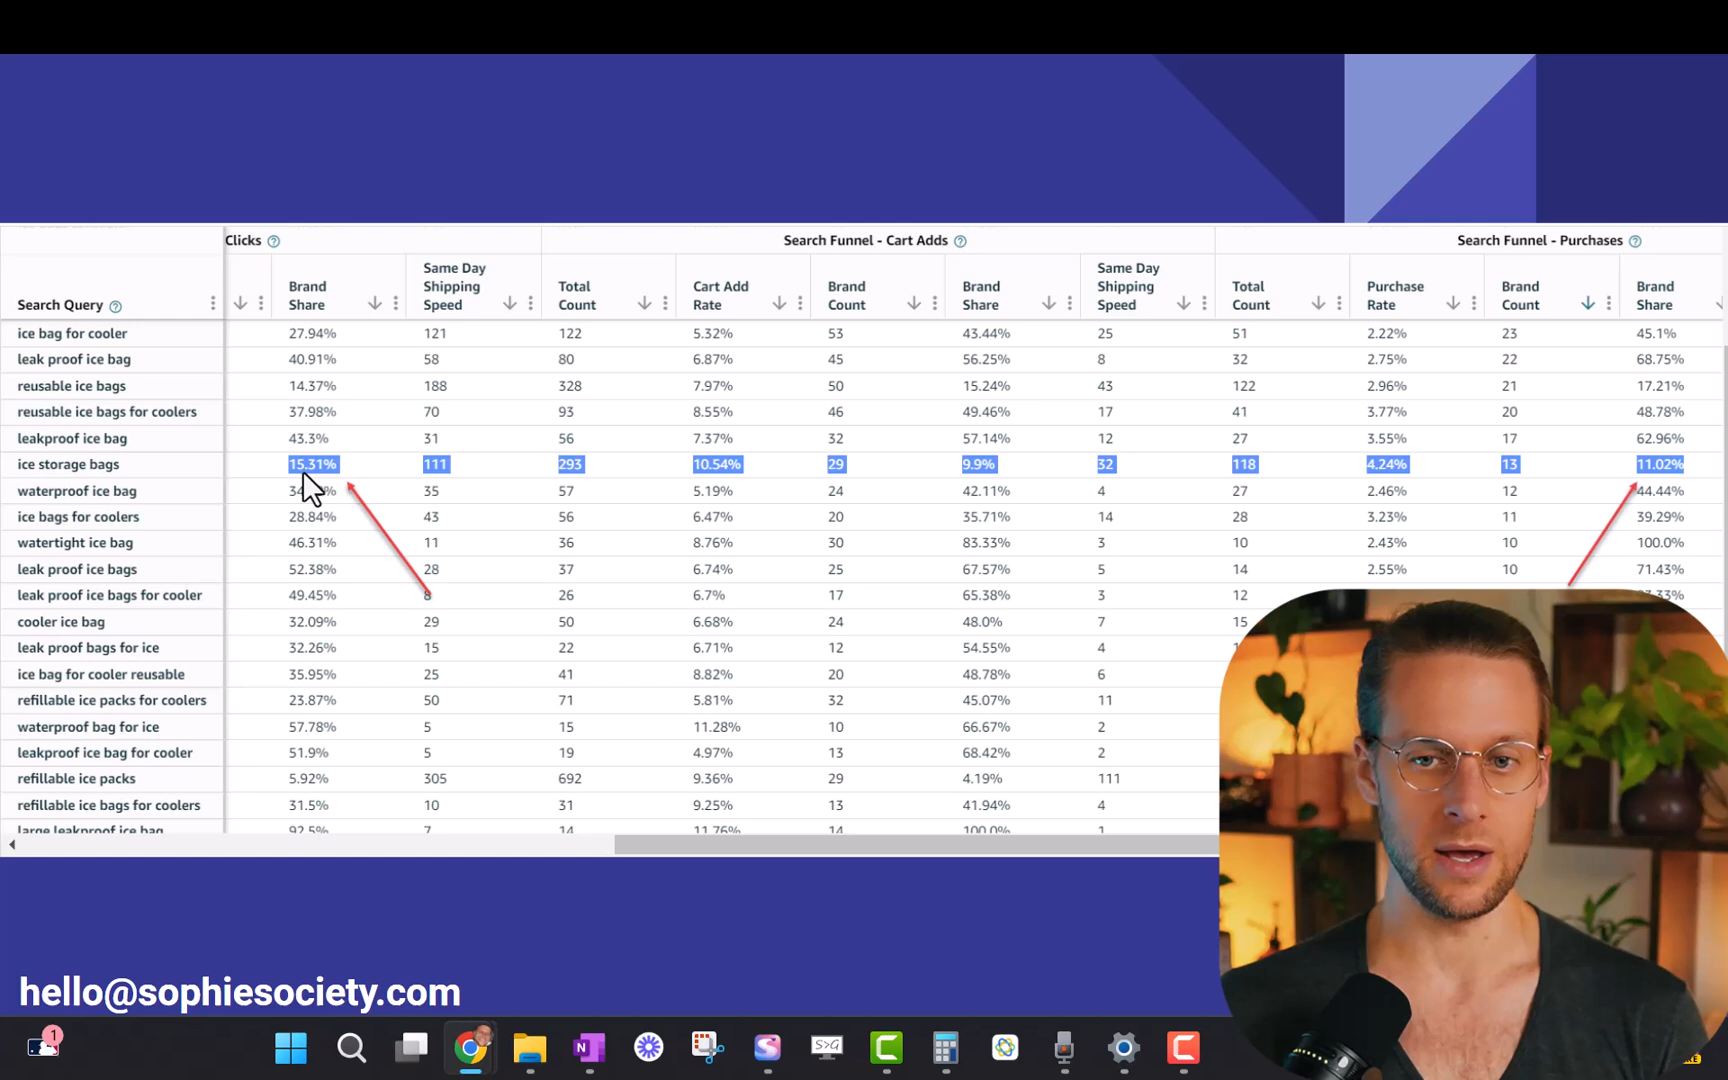 Clicks Search Funnel - Cart Adds Search Funnel - Purchases
Search Query Brand Share Same Day Shipping Speed Total Count Cart Add Rate Brand Count Brand Share Same Day Shipping Speed Total Count Purchase Rate Brand Count Brand Share
ice bag for cooler 27.94% 121 122 5.32% 53 43.44% 25 51 2.22% 23 45.1%
leak proof ice bag 40.91% 58 80 6.87% 45 56.25% 8 32 2.75% 22 68.75%
reusable ice bags 14.37% 188 328 7.97% 50 15.24% 43 122 2.96% 21 17.21%
reusable ice bags for coolers 37.98% 70 93 8.55% 46 49.46% 17 41 3.77% 20 48.78%
leakproof ice bag 43.3% 31 56 7.37% 32 57.14% 12 27 3.55% 17 62.96%
ice storage bags 15.31% 111 293 10.54% 29 9.9% 32 118 4.24% 13 11.02%
waterproof ice bag 35 57 5.19% 24 42.11% 4 27 2.46% 12 44.44%
ice bags for coolers 28.84% 43 56 6.47% 20 35.71% 14 28 3.23% 11 39.29%
watertight ice bag 46.31% 11 36 8.76% 30 83.33% 3 10 2.43% 10 100.0%
leak proof ice bags 52.38% 28 37 6.74% 25 67.57% 5 14 2.55% 10 71.43%
leak proof ice bags for cooler 49.45% 8 26 6.7% 17 65.38% 3 12
cooler ice bag 32.09% 29 50 6.68% 24 48.0% 7 15
leak proof bags for ice 32.26% 15 22 6.71% 12 54.55% 4
ice bag for cooler reusable 35.95% 25 41 8.82% 20 48.78% 6
refillable ice packs for coolers 23.87% 50 71 5.81% 32 45.07% 11
waterproof bag for ice 57.78% 5 15 11.28% 10 66.67% 2
leakproof ice bag for cooler 51.9% 5 19 4.97% 13 68.42% 2
refillable ice packs 5.92% 305 692 9.36% 29 4.19% 111
refillable ice bags for coolers 31.5% 10 31 9.25% 13 41.94% 4
large leakproof ice bag 92.5% 7 14 11.76% 14 100.0% 1
hello@sophiesociety.com
1
N S S>G C C